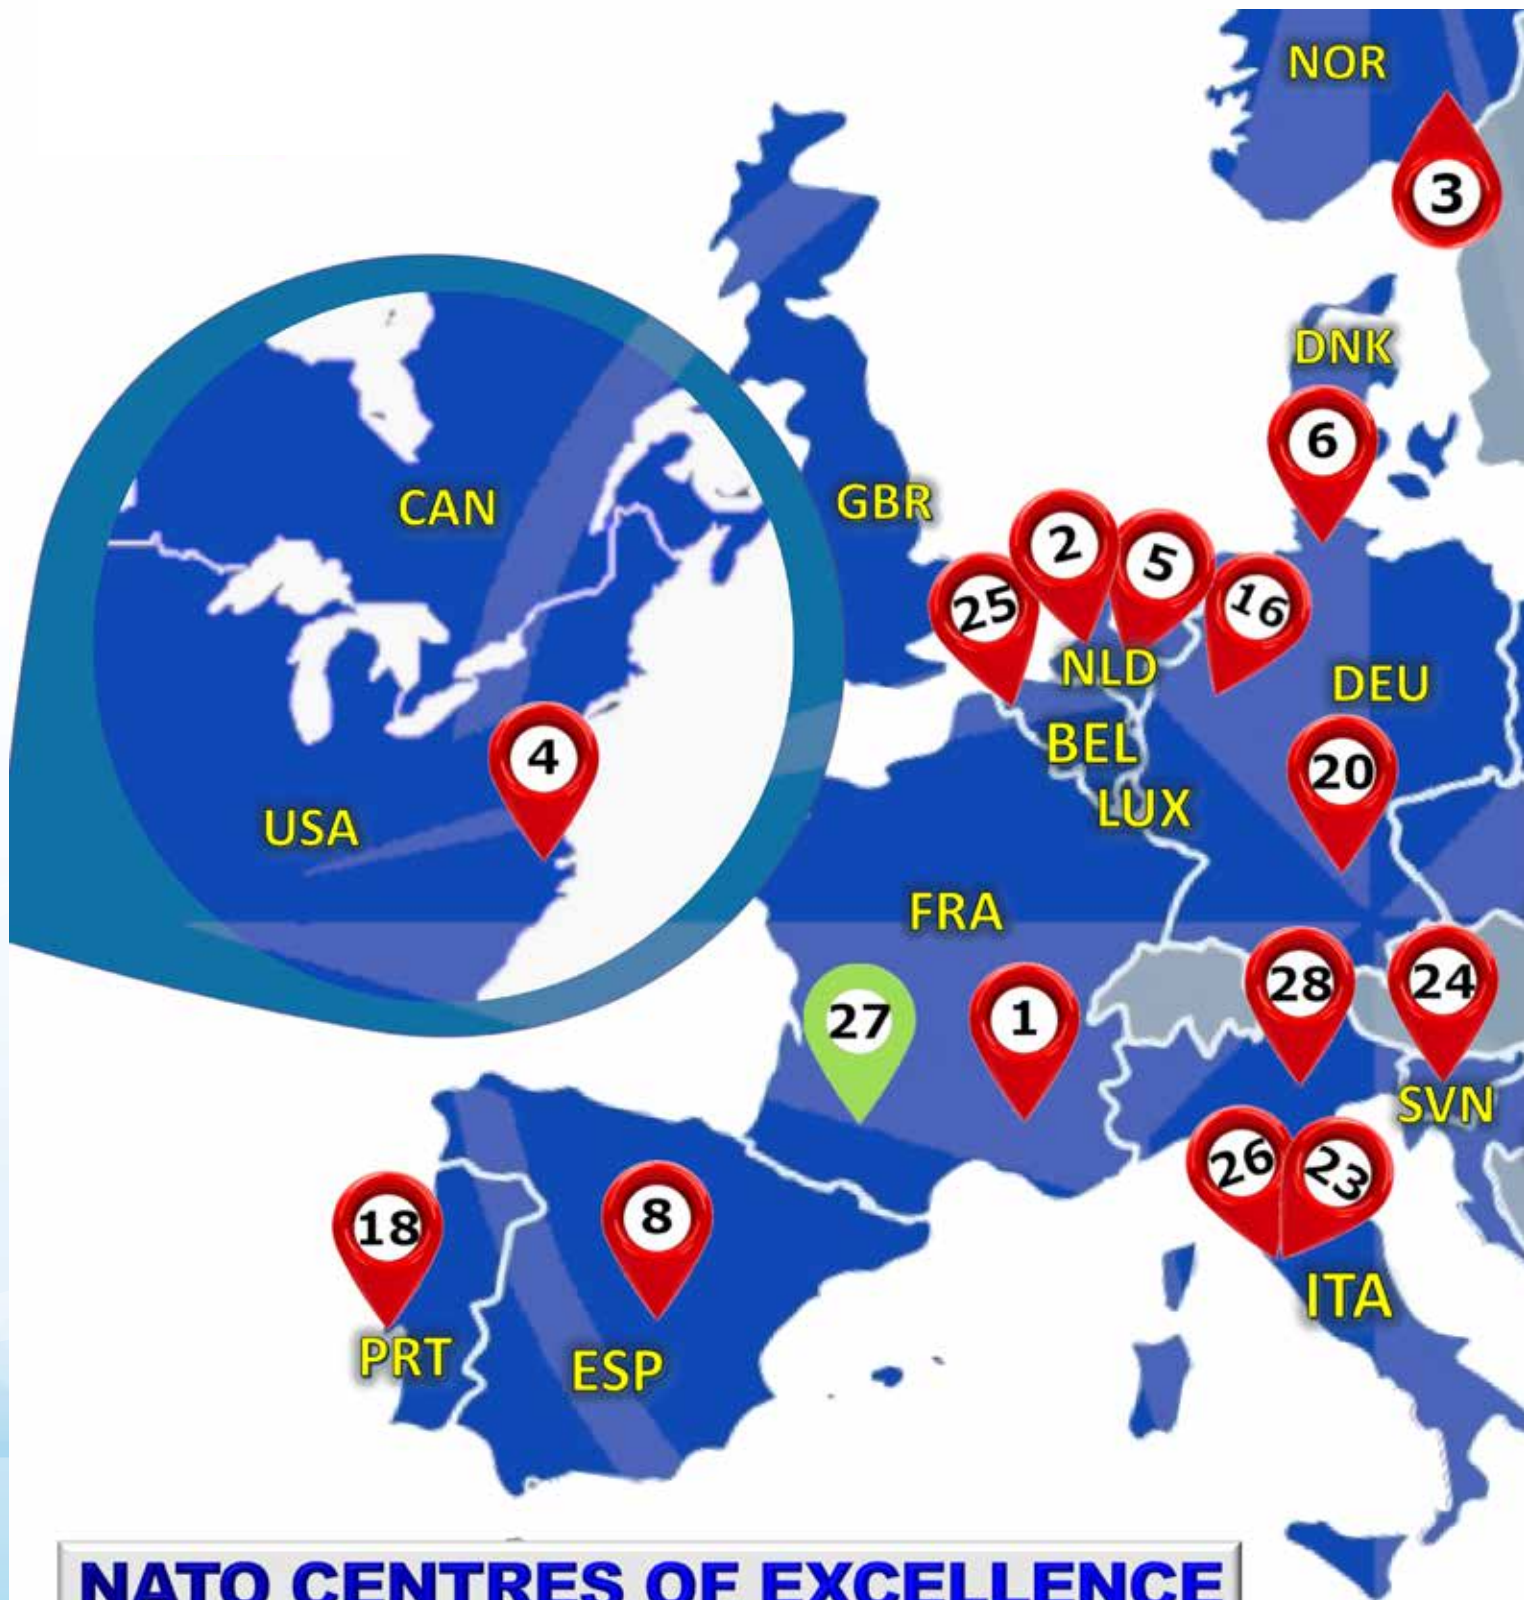 NOR
3
DNK
6
CAN
GBR
2
5
25
16
NLD
DEU
BEL
4
20
LUX
USA
FRA
28
24
27
1
SVN
26
23
18
8
ITA
PRT
ESP
NATO CENTRES OF EXCELLENCE